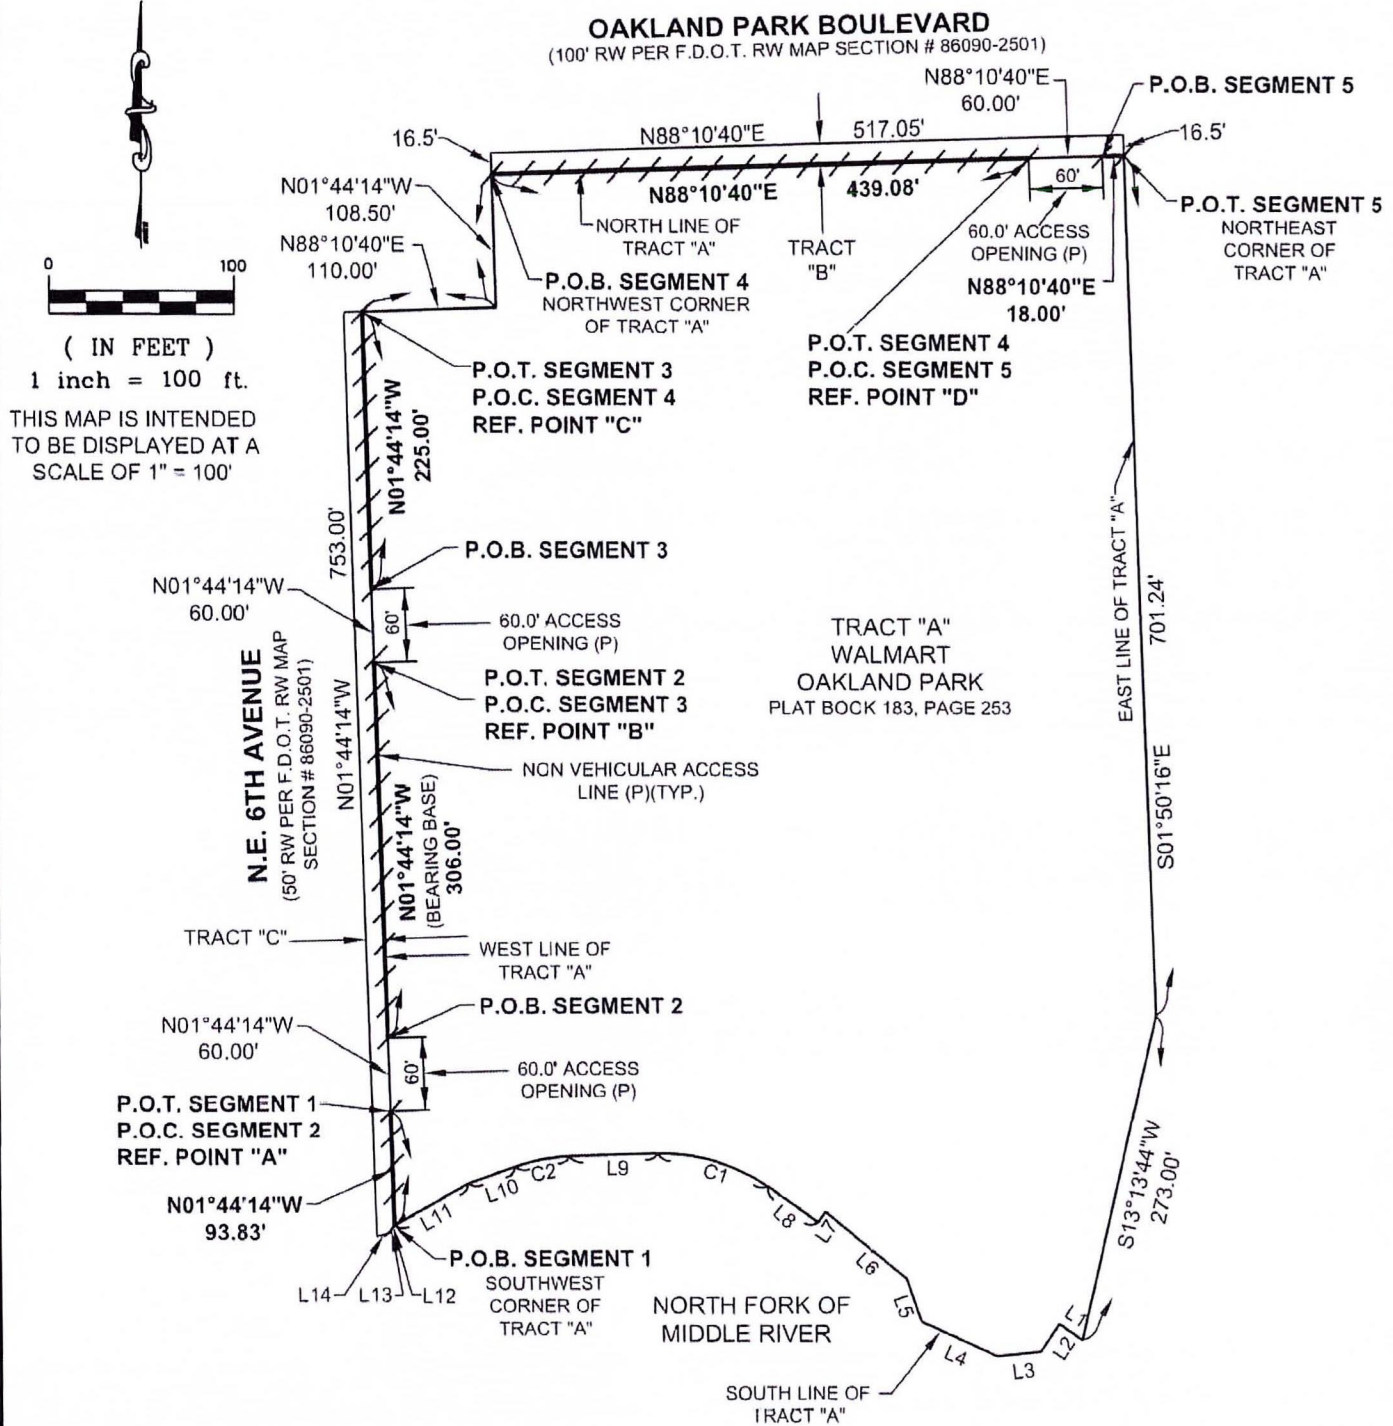 OAKLAND PARK BOULEVARD
(100' RW PER F.D.O.T. RW MAP SECTION # 86090-2501)
N88°10'40"E
60.00'
P.O.B. SEGMENT 5
16.5'
N88°10'40"E
517.05'
16.5'
N01°44'14"W
108.50'
N88°10'40"E
439.08'
60'
P.O.T. SEGMENT 5
NORTHEAST
CORNER OF
TRACT "A"
NORTH LINE OF
TRACT "A"
TRACT
"B"
60.0' ACCESS
OPENING (P)
N88°10'40"E
110.00'
N88°10'40"E
18.00'
P.O.B. SEGMENT 4
NORTHWEST CORNER
OF TRACT "A"
0
100
( IN FEET )
1 inch = 100 ft.
THIS MAP IS INTENDED
TO BE DISPLAYED AT A
SCALE OF 1" = 100'
P.O.T. SEGMENT 4
P.O.C. SEGMENT 5
REF. POINT "D"
P.O.T. SEGMENT 3
P.O.C. SEGMENT 4
REF. POINT "C"
N01°44'14"W
225.00'
753.00'
N01°44'14"W
P.O.B. SEGMENT 3
N01°44'14"W
60.00'
60'
60.0' ACCESS
OPENING (P)
EAST LINE OF TRACT "A"
701.24'
S01°50'16"E
TRACT "A"
WALMART
OAKLAND PARK
PLAT BOCK 183, PAGE 253
P.O.T. SEGMENT 2
P.O.C. SEGMENT 3
REF. POINT "B"
N.E. 6TH AVENUE
(50' RW PER F.D.O.T. RW MAP
SECTION # 86090-2501)
NON VEHICULAR ACCESS
LINE (P)(TYP.)
N01°44'14"W
(BEARING BASE)
306.00'
TRACT "C"
WEST LINE OF
TRACT "A"
P.O.B. SEGMENT 2
N01°44'14"W
60.00'
60'
60.0' ACCESS
OPENING (P)
P.O.T. SEGMENT 1
P.O.C. SEGMENT 2
REF. POINT "A"
N01°44'14"W
93.83'
L11
L10
C2
L9
C1
L8
L7
L6
L5
L4
L3
L2
L1
S13°13'44"W
273.00'
P.O.B. SEGMENT 1
SOUTHWEST
CORNER OF
TRACT "A"
L14
L13
L12
NORTH FORK OF
MIDDLE RIVER
SOUTH LINE OF
TRACT "A"